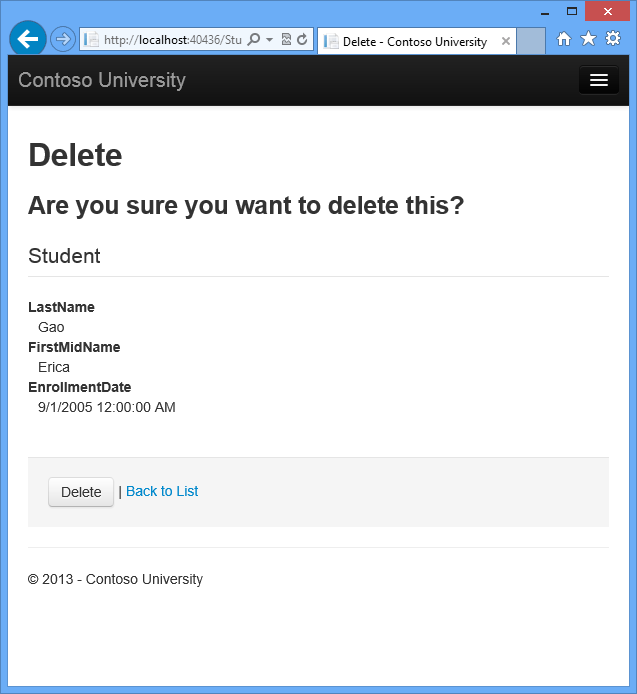 http://localhost:40436/Stu
Delete - Contoso University
Contoso University
Delete
Are you sure you want to delete this?
Student
LastName
Gao
FirstMidName
Erica
EnrollmentDate
9/1/2005 12:00:00 AM
Delete | Back to List
© 2013 - Contoso University